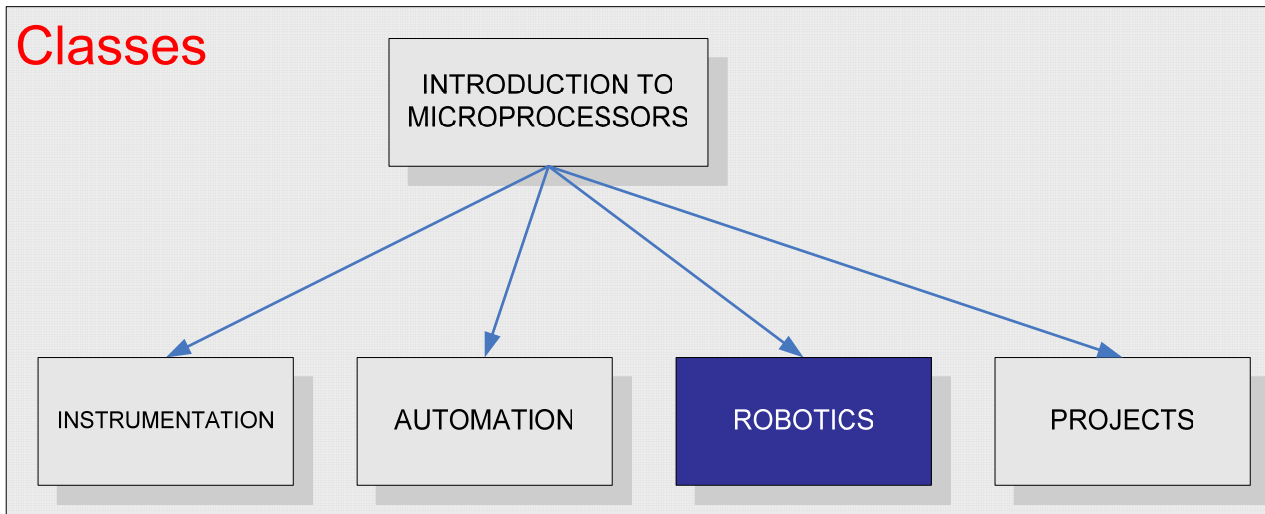 Classes
INTRODUCTION TO
MICROPROCESSORS
INSTRUMENTATION
AUTOMATION
ROBOTICS
PROJECTS